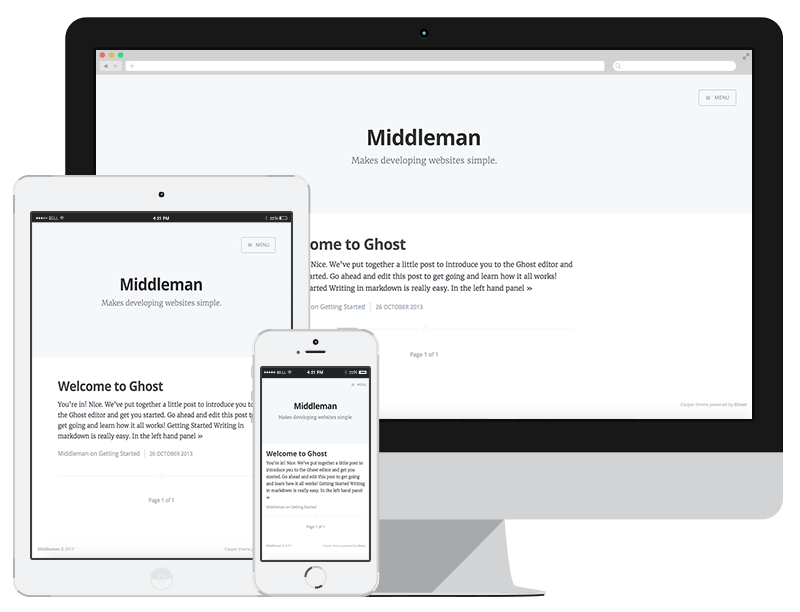 MENU
Middleman
Makes developing websites simple.
ome to Ghost
Nice. We've put together a little post to introduce you to the Ghost editor and
arted. Go ahead and edit this post to get going and learn how it all works!
arted Writing in markdown is really easy. In the left hand panel »
on Getting Started | 26 OCTOBER 2013
Page 1 of 1
Casper theme powered by Ghost
BELL 4:21 PM 22%
MENU
Middleman
Makes developing websites simple.
Welcome to Ghost
You're in! Nice. We've put together a little post to introduce you to
the Ghost editor and get you started. Go ahead and edit this post t
get going and learn how it all works! Getting Started Writing in
markdown is really easy. In the left hand panel »
Middleman on Getting Started | 26 OCTOBER 2013
Page 1 of 1
Middleman © 2017
Casper theme p
BELL 4:21 PM 22%
MENU
Middleman
Makes developing websites simple.
Welcome to Ghost
You're in! Nice. We've put together a little post to
introduce you to the Ghost editor and get you
started. Go ahead and edit this post to get going
and learn how it all works! Getting Started Writing
in markdown is really easy. In the left hand panel
»
Middleman on Getting Started
Page 1 of 1
Middleman © 2017
Casper theme powered by Ghost